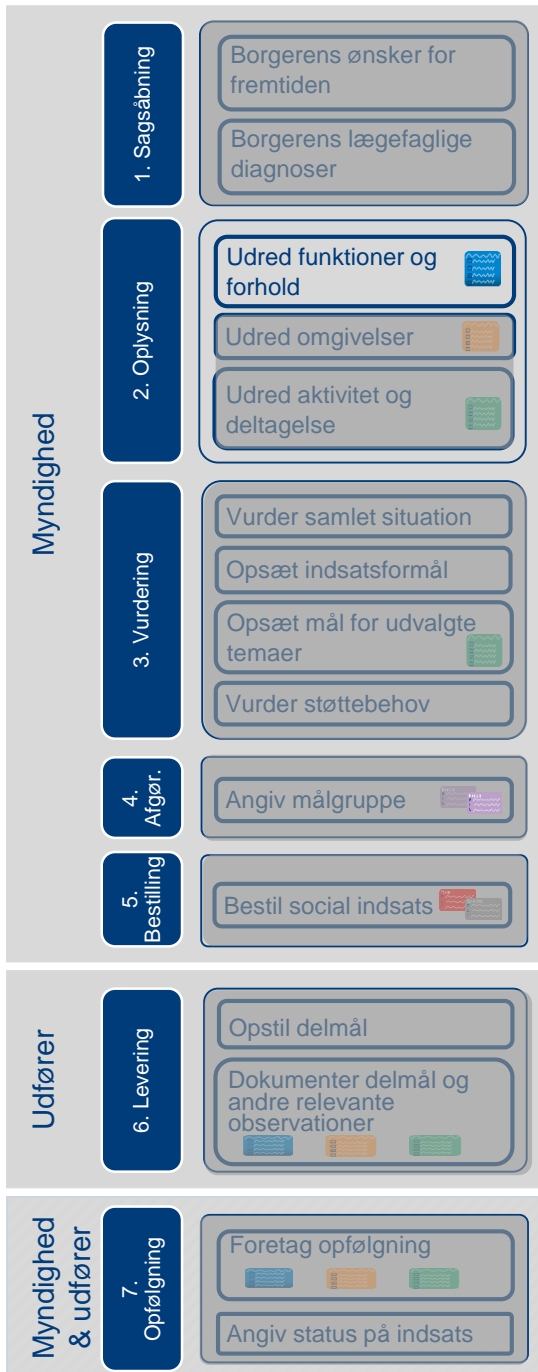 Myndighed
1. Sagsåbning
Borgerens ønsker for
fremtiden
Borgerens lægefaglige
diagnoser
2. Oplysning
Udred funktioner og
forhold
Udred omgivelser
Udred aktivitet og
deltagelse
3. Vurdering
Vurder samlet situation
Opsæt indsatsformål
Opsæt mål for udvalgte
temaer
Vurder støttebehov
4.
Afgør.
Angiv målgruppe
5.
Bestilling
Bestil social indsats
Udfører
6. Levering
Opstil delmål
Dokumenter delmål og
andre relevante
observationer
Myndighed
& udfører
7.
Opfølgning
Foretag opfølgning
Angiv status på indsats